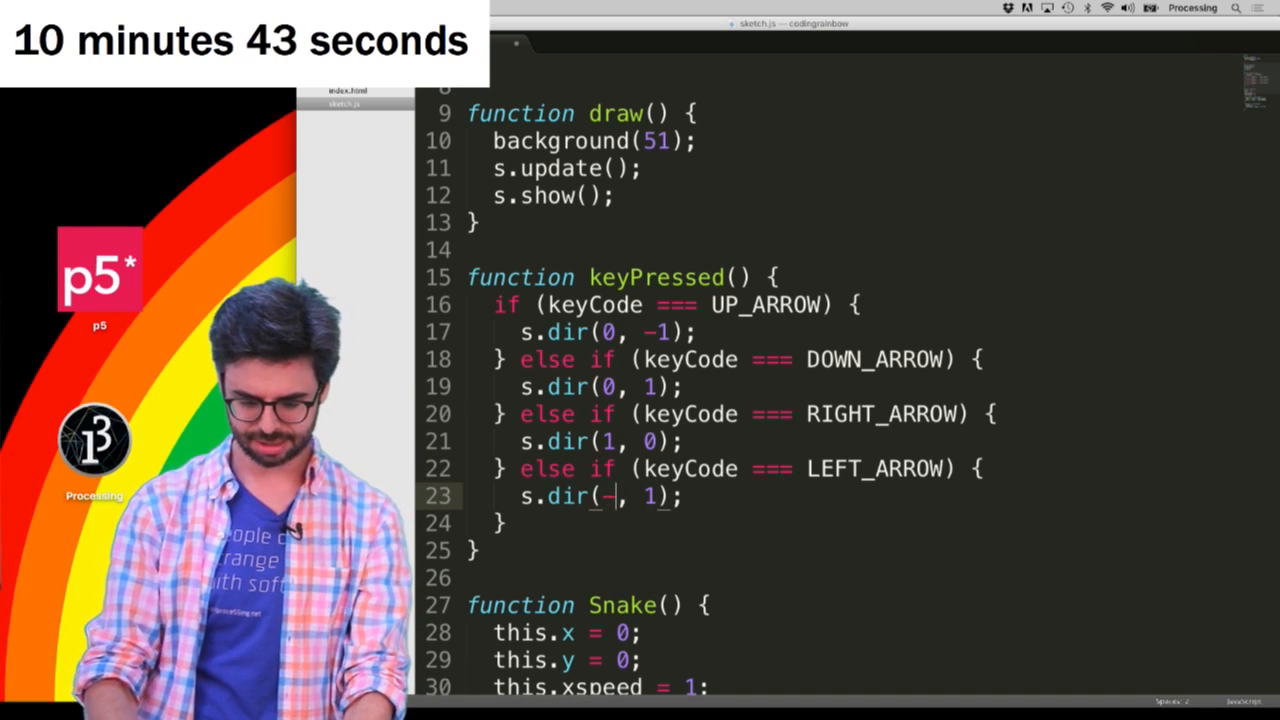 10 minutes 43 seconds
Processing
sketch.js — codingrainbow
index.html
sketch.js
8
9 function draw() {
10 background(51);
11 s.update();
12 s.show();
13 }
14
15 function keyPressed() {
16 if (keyCode === UP_ARROW) {
17 s.dir(0, -1);
18 } else if (keyCode === DOWN_ARROW) {
19 s.dir(0, 1);
20 } else if (keyCode === RIGHT_ARROW) {
21 s.dir(1, 0);
22 } else if (keyCode === LEFT_ARROW) {
23 s.dir(-, 1);
24 }
25 }
26
27 function Snake() {
28 this.x = 0;
29 this.y = 0;
30 this.xspeed = 1;
p5*
p5
Processing
eople
range
ith soft
Spaces: 2
JavaScript